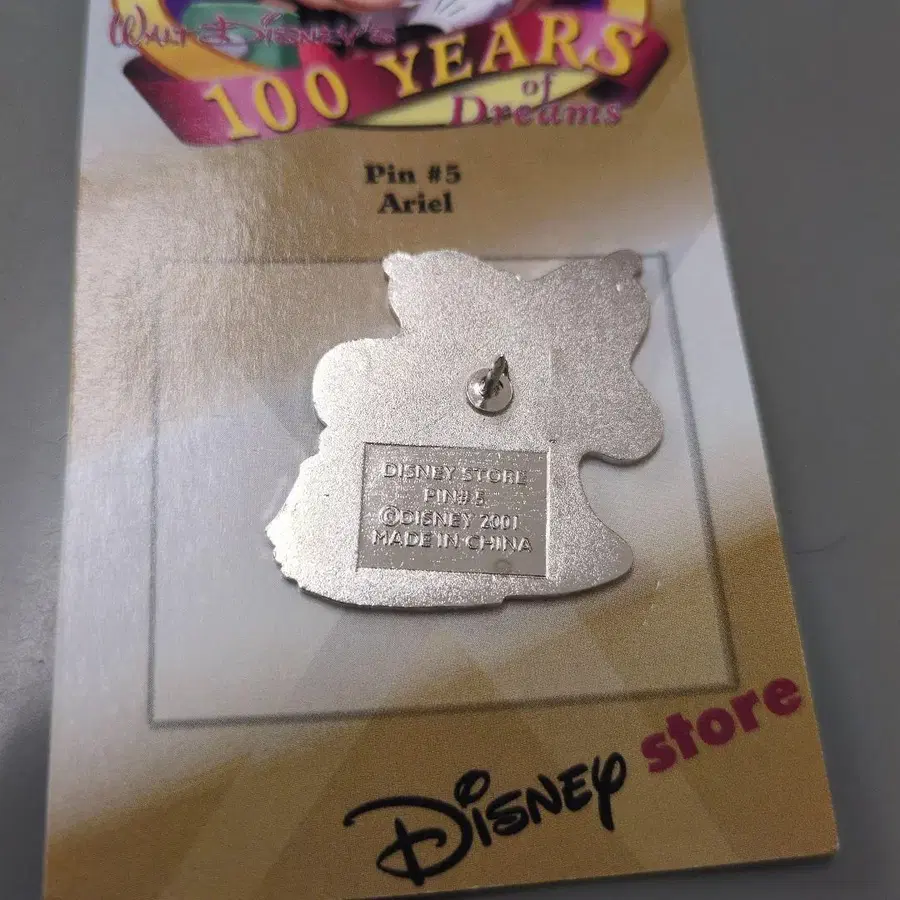 WALT DISNEY'S
100 YEARS
of
Dreams
Pin #5
Ariel
DISNEY STORE
PIN# 5
©DISNEY 2001
MADE IN CHINA
DISNEY store